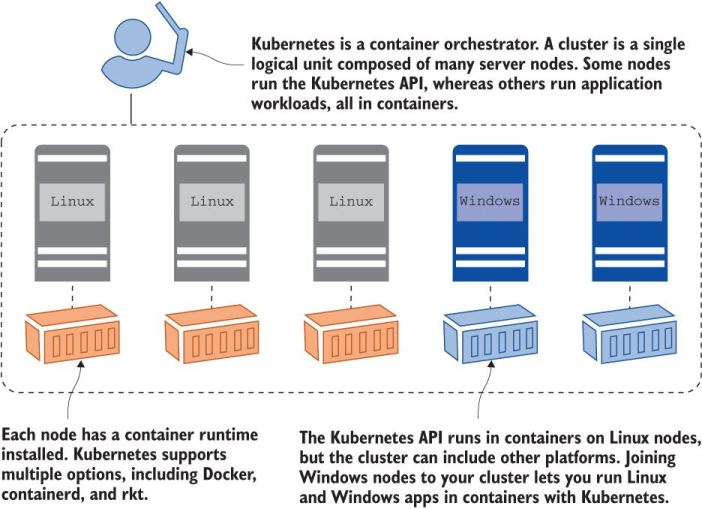 Kubernetes is a container orchestrator. A cluster is a single
logical unit composed of many server nodes. Some nodes
run the Kubernetes API, whereas others run application
workloads, all in containers.
Linux
Linux
Linux
Windows
Windows
Each node has a container runtime
installed. Kubernetes supports
multiple options, including Docker,
containerd, and rkt.
The Kubernetes API runs in containers on Linux nodes,
but the cluster can include other platforms. Joining
Windows nodes to your cluster lets you run Linux
and Windows apps in containers with Kubernetes.